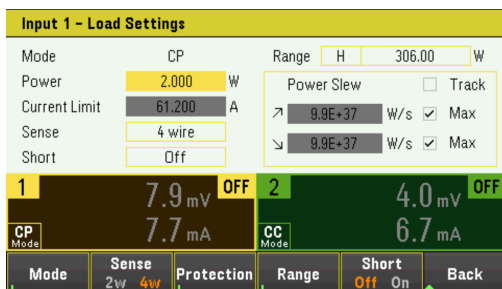 Input 1 – Load Settings
Mode CP Range H 306.00 W
Power 2.000 W Power Slew Track
Current Limit 61.200 A 9.9E+37 W/s Max
Sense 4 wire 9.9E+37 W/s Max
Short Off
1 7.9 mV OFF 2 4.0 mV OFF
CP Mode 7.7 mA CC Mode 6.7 mA
Mode Sense 2w 4w Protection Range Short Off On Back